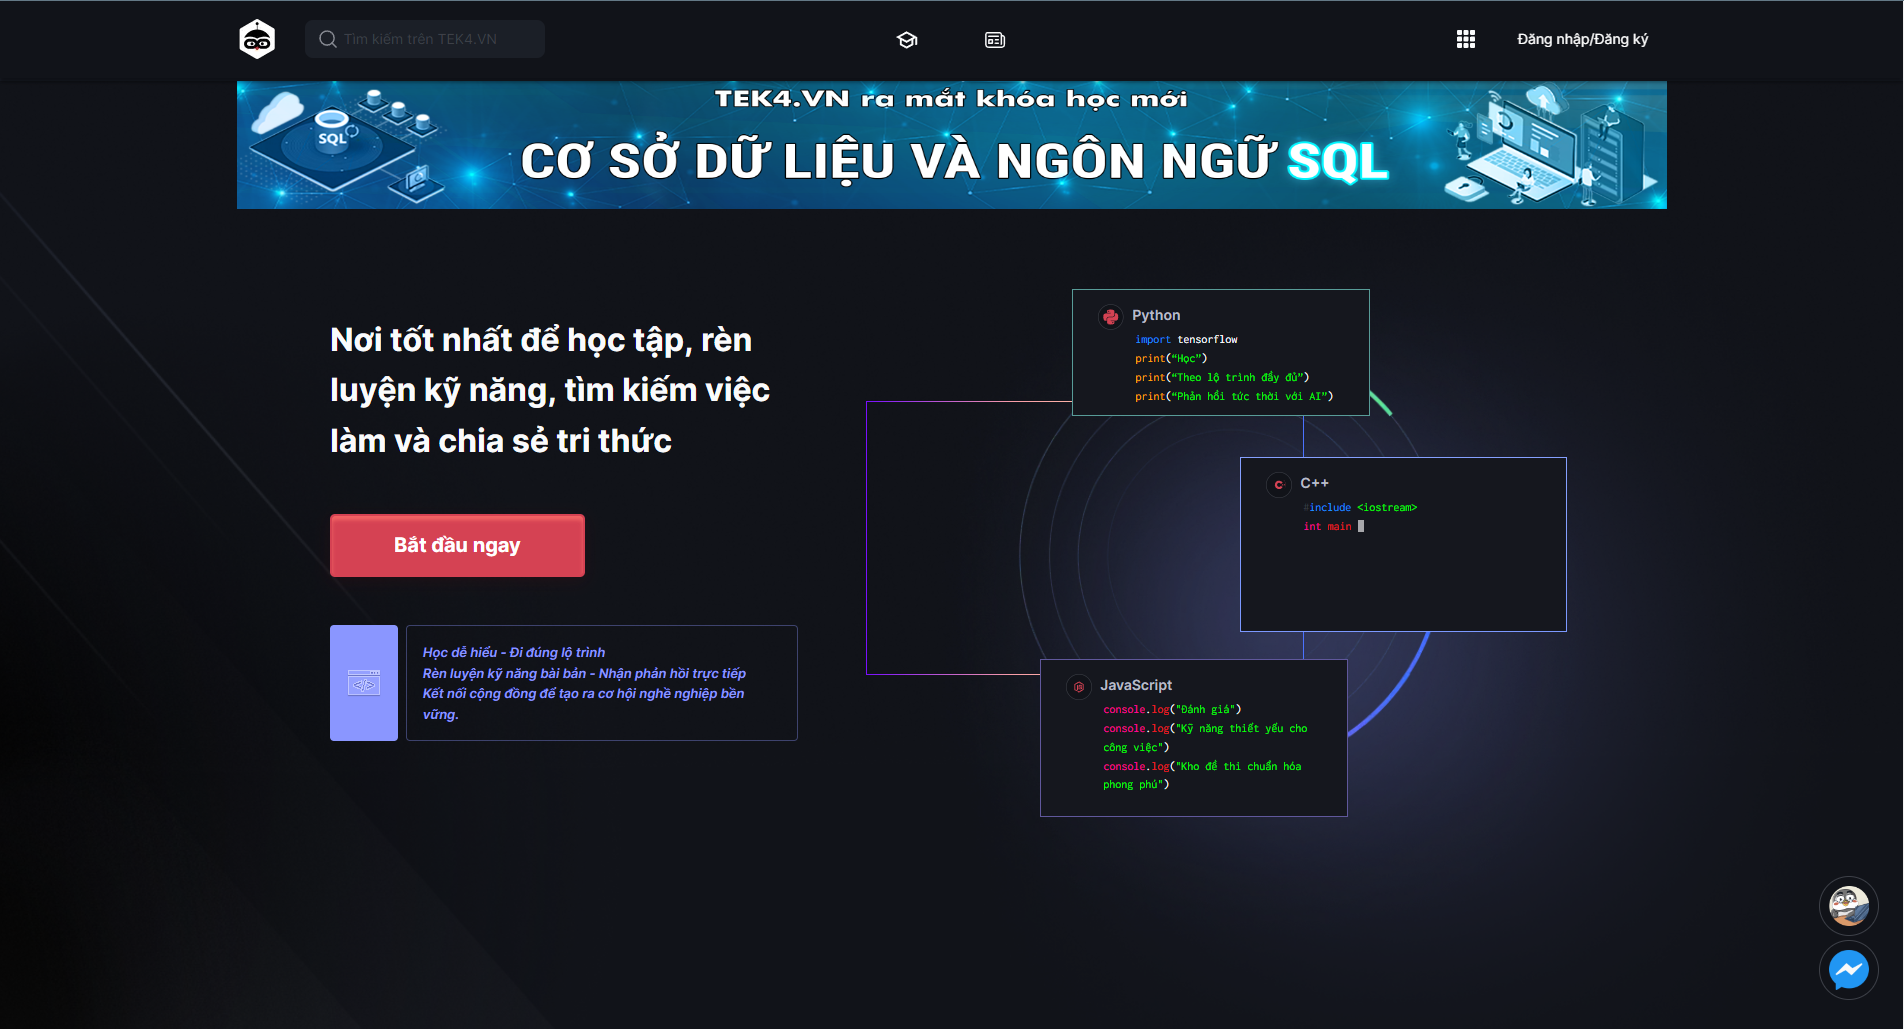 Tìm kiếm trên TEK4.VN
Đăng nhập/Đăng ký
TEK4.VN ra mắt khóa học mới
SQL
CƠ SỞ DỮ LIỆU VÀ NGÔN NGỮ SQL
Nơi tốt nhất để học tập, rèn
luyện kỹ năng, tìm kiếm việc
làm và chia sẻ tri thức
Bắt đầu ngay
Học dễ hiểu - Đi đúng lộ trình
Rèn luyện kỹ năng bài bản - Nhận phản hồi trực tiếp
Kết nối cộng đồng để tạo ra cơ hội nghề nghiệp bền
vững.
Python
import tensorflow
print(“Học”)
print(“Theo lộ trình đầy đủ”)
print(“Phản hồi tức thời với AI”)
C++
#include <iostream>
int main
JavaScript
console.log("Đánh giá")
console.log("Kỹ năng thiết yếu cho
công việc")
console.log("Kho đề thi chuẩn hóa
phong phú")